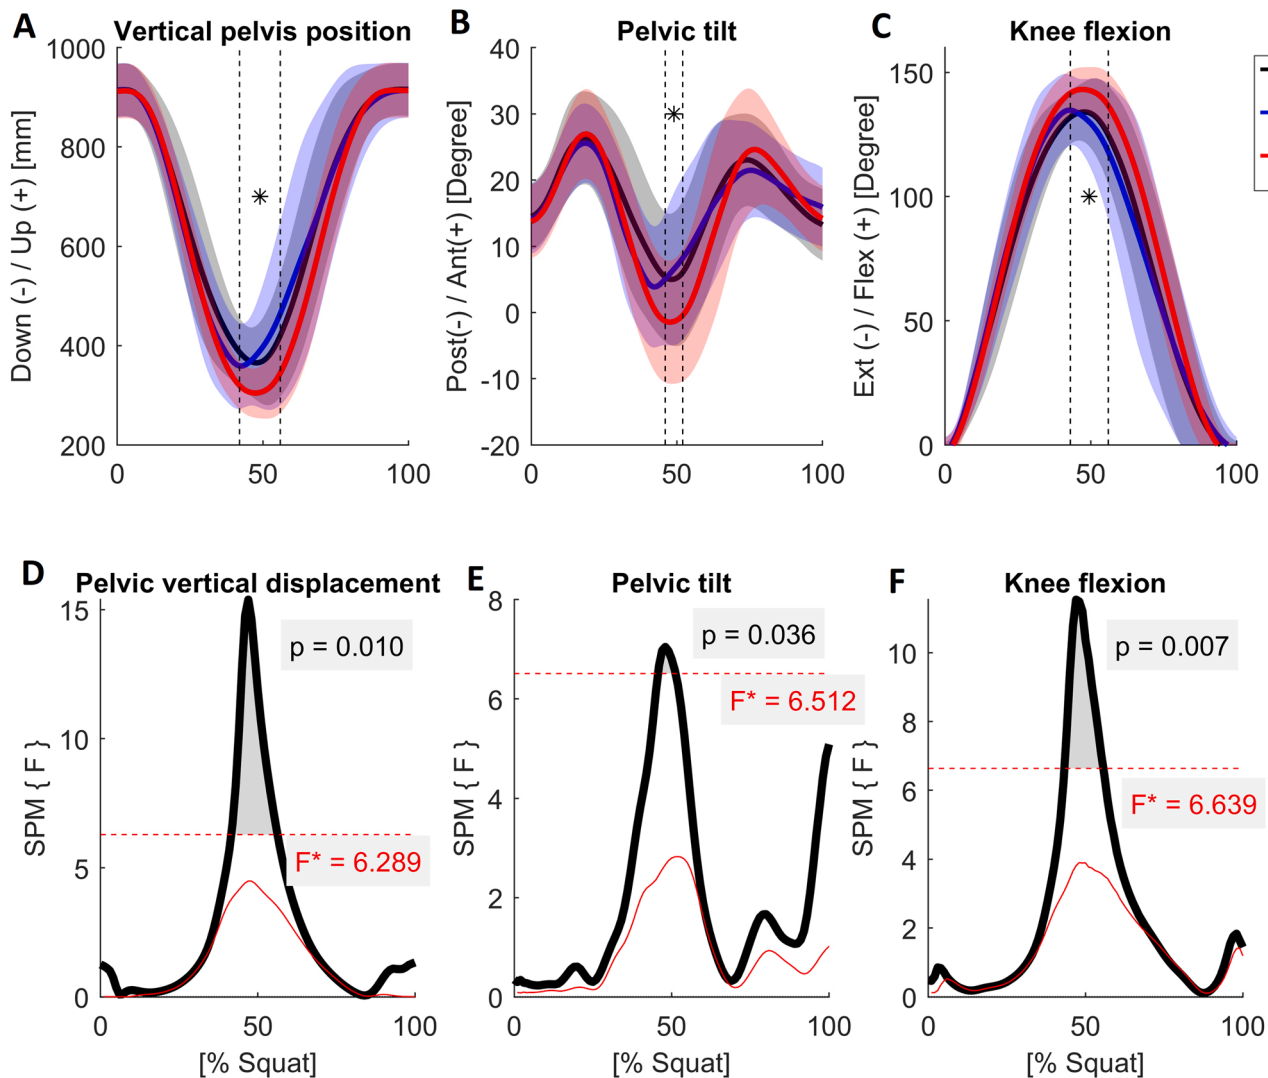 A Vertical pelvis position
B Pelvic tilt
C Knee flexion
Down (-) / Up (+) [mm]
1000
800
600
400
200
0 50 100
Post(-) / Ant(+) [Degree]
40
30
20
10
0
-10
-20
0 50 100
Ext (-) / Flex (+) [Degree]
150
100
50
0
0 50 100
D Pelvic vertical displacement
SPM { F }
15
10
5
0
p = 0.010
F* = 6.289
0 50 100
[% Squat]
E Pelvic tilt
SPM { F }
8
6
4
2
0
p = 0.036
F* = 6.512
0 50 100
[% Squat]
F Knee flexion
SPM { F }
10
8
6
4
2
0
p = 0.007
F* = 6.639
0 50 100
[% Squat]